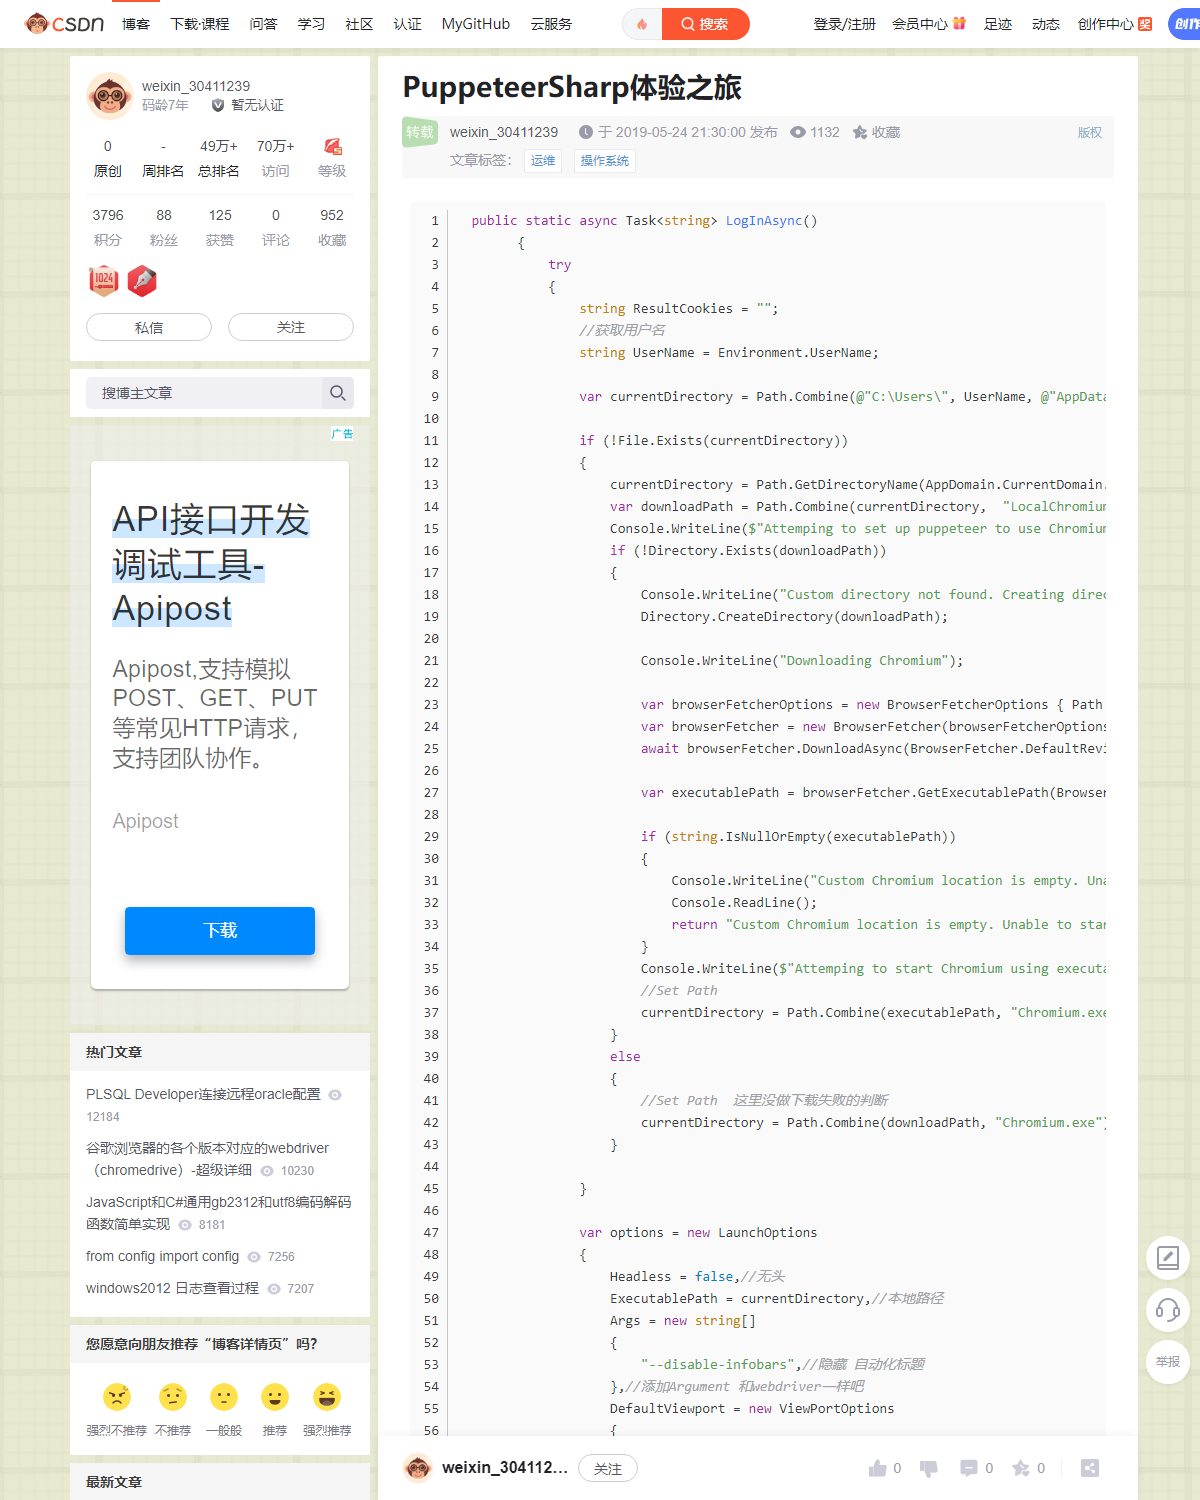 CSDN 博客 下载·课程 问答 学习 社区 认证 MyGitHub 云服务 搜索 登录/注册 会员中心 足迹 动态 创作中心 奖
weixin_30411239
码龄7年 暂无认证
0 - 49万+ 70万+
原创 周排名 总排名 访问 等级
3796 88 125 0 952
积分 粉丝 获赞 评论 收藏
1024
私信 关注
搜博主文章
广告
API接口开发
调试工具-
Apipost
Apipost,支持模拟
POST、GET、PUT
等常见HTTP请求，
支持团队协作。
Apipost
下载
热门文章
PLSQL Developer连接远程oracle配置
12184
谷歌浏览器的各个版本对应的webdriver
（chromedrive）-超级详细 10230
JavaScript和C#通用gb2312和utf8编码解码
函数简单实现 8181
from config import config 7256
windows2012 日志查看过程 7207
您愿意向朋友推荐“博客详情页”吗？
强烈不推荐 不推荐 一般般 推荐 强烈推荐
最新文章
PuppeteerSharp体验之旅
转载 weixin_30411239 于 2019-05-24 21:30:00 发布 1132 收藏 版权
文章标签： 运维 操作系统
1 public static async Task<string> LogInAsync()
2 {
3 try
4 {
5 string ResultCookies = "";
6 //获取用户名
7 string UserName = Environment.UserName;
8
9 var currentDirectory = Path.Combine(@"C:\Users\", UserName, @"AppData
10
11 if (!File.Exists(currentDirectory))
12 {
13 currentDirectory = Path.GetDirectoryName(AppDomain.CurrentDomain.
14 var downloadPath = Path.Combine(currentDirectory, "LocalChromium
15 Console.WriteLine($"Attemping to set up puppeteer to use Chromium
16 if (!Directory.Exists(downloadPath))
17 {
18 Console.WriteLine("Custom directory not found. Creating direc
19 Directory.CreateDirectory(downloadPath);
20
21 Console.WriteLine("Downloading Chromium");
22
23 var browserFetcherOptions = new BrowserFetcherOptions { Path
24 var browserFetcher = new BrowserFetcher(browserFetcherOptions
25 await browserFetcher.DownloadAsync(BrowserFetcher.DefaultRevi
26
27 var executablePath = browserFetcher.GetExecutablePath(Browser
28
29 if (string.IsNullOrEmpty(executablePath))
30 {
31 Console.WriteLine("Custom Chromium location is empty. Una
32 Console.ReadLine();
33 return "Custom Chromium location is empty. Unable to star
34 }
35 Console.WriteLine($"Attemping to start Chromium using executa
36 //Set Path
37 currentDirectory = Path.Combine(executablePath, "Chromium.exe
38 }
39 else
40 {
41 //Set Path 这里没做下载失败的判断
42 currentDirectory = Path.Combine(downloadPath, "Chromium.exe")
43 }
44
45 }
46
47 var options = new LaunchOptions
48 {
49 Headless = false,//无头
50 ExecutablePath = currentDirectory,//本地路径
51 Args = new string[]
52 {
53 "--disable-infobars",//隐藏 自动化标题
54 },//添加Argument 和webdriver一样吧
55 DefaultViewport = new ViewPortOptions
56 {
weixin_304112... 关注 0 0 0
举报